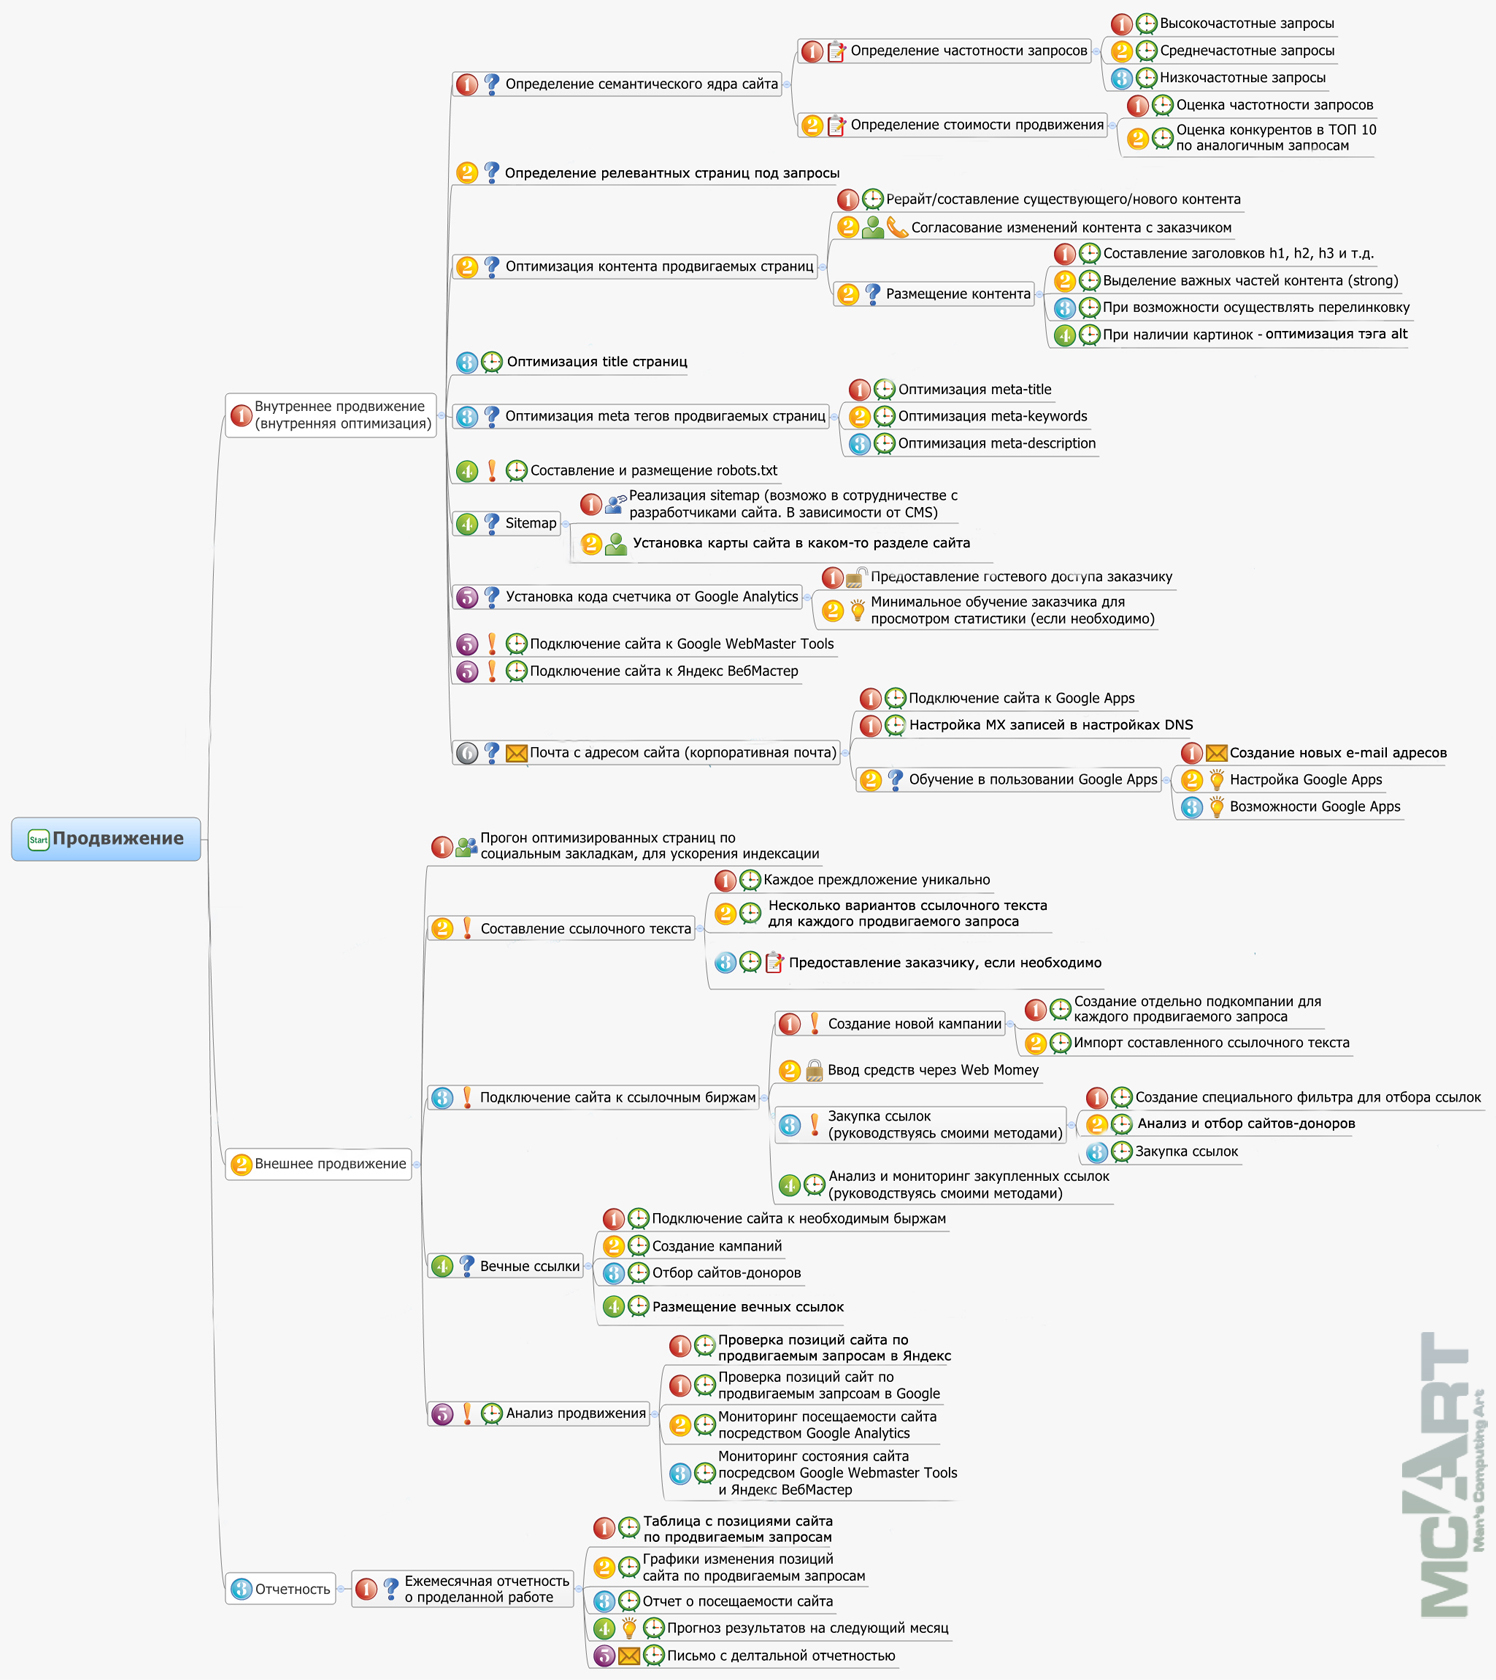 Start Продвижение
1 Внутреннее продвижение
(внутренняя оптимизация)
1 Определение семантического ядра сайта
1 Определение частотности запросов
1 Высокочастотные запросы
2 Среднечастотные запросы
3 Низкочастотные запросы
2 Определение стоимости продвижения
1 Оценка частотности запросов
2 Оценка конкурентов в ТОП 10
по аналогичным запросам
2 Определение релевантных страниц под запросы
2 Оптимизация контента продвигаемых страниц
1 Рерайт/составление существующего/нового контента
2 Согласование изменений контента с заказчиком
2 Размещение контента
1 Составление заголовков h1, h2, h3 и т.д.
2 Выделение важных частей контента (strong)
3 При возможности осуществлять перелинковку
4 При наличии картинок - оптимизация тэга alt
3 Оптимизация title страниц
3 Оптимизация meta тегов продвигаемых страниц
1 Оптимизация meta-title
2 Оптимизация meta-keywords
3 Оптимизация meta-description
4 Составление и размещение robots.txt
4 Sitemap
1 Реализация sitemap (возможо в сотрудничестве с
разработчиками сайта. В зависимости от CMS)
2 Установка карты сайта в каком-то разделе сайта
5 Установка кода счетчика от Google Analytics
1 Предоставление гостевого доступа заказчику
2 Минимальное обучение заказчика для
просмотром статистики (если необходимо)
5 Подключение сайта к Google WebMaster Tools
5 Подключение сайта к Яндекс ВебМастер
6 Почта с адресом сайта (корпоративная почта)
1 Подключение сайта к Google Apps
1 Настройка MX записей в настройках DNS
2 Обучение в пользовании Google Apps
1 Создание новых e-mail адресов
2 Настройка Google Apps
3 Возможности Google Apps
2 Внешнее продвижение
1 Прогон оптимизированных страниц по
социальным закладкам, для ускорения индексации
2 Составление ссылочного текста
1 Каждое преждложение уникально
2 Несколько вариантов ссылочного текста
для каждого продвигаемого запроса
3 Предоставление заказчику, если необходимо
3 Подключение сайта к ссылочным биржам
1 Создание новой кампании
1 Создание отдельно подкомпании для
каждого продвигаемого запроса
2 Импорт составленного ссылочного текста
2 Ввод средств через Web Momey
3 Закупка ссылок
(руководствуясь смоими методами)
1 Создание специального фильтра для отбора ссылок
2 Анализ и отбор сайтов-доноров
3 Закупка ссылок
4 Анализ и мониторинг закупленных ссылок
(руководствуясь смоими методами)
4 Вечные ссылки
1 Подключение сайта к необходимым биржам
2 Создание кампаний
3 Отбор сайтов-доноров
4 Размещение вечных ссылок
5 Анализ продвижения
1 Проверка позиций сайта по
продвигаемым запросам в Яндекс
1 Проверка позиций сайт по
продвигаемым запрсоам в Google
2 Мониторинг посещаемости сайта
посредством Google Analytics
3 Мониторинг состояния сайта
посредсвом Google Webmaster Tools
и Яндекс ВебМастер
3 Отчетность
1 Ежемесячная отчетность
о проделанной работе
1 Таблица с позициями сайта
по продвигаемым запросам
2 Графики изменения позиций
сайта по продвигаемым запросам
3 Отчет о посещаемости сайта
4 Прогноз результатов на следующий месяц
5 Письмо с делтальной отчетностью
MC/ART
Man's Computing Art